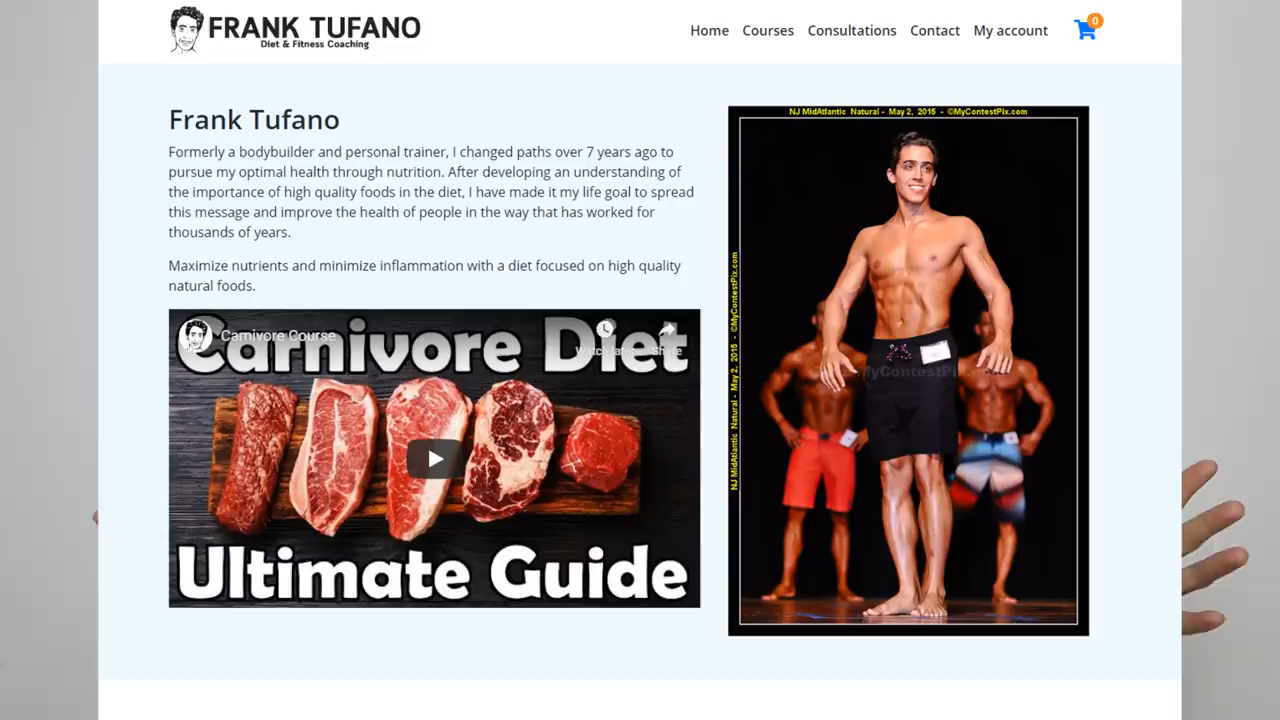 FRANK TUFANO
Diet & Fitness Coaching
Home Courses Consultations Contact My account
0
Frank Tufano
Formerly a bodybuilder and personal trainer, I changed paths over 7 years ago to
pursue my optimal health through nutrition. After developing an understanding of
the importance of high quality foods in the diet, I have made it my life goal to spread
this message and improve the health of people in the way that has worked for
thousands of years.
Maximize nutrients and minimize inflammation with a diet focused on high quality
natural foods.
Carnivore Course
Watch later Share
Carnivore Diet
Ultimate Guide
NJ MidAtlantic Natural - May 2, 2015 - ©MyContestPix.com
NJ MidAtlantic Natural - May 2, 2015 - ©MyContestPix.com
MyContestPi